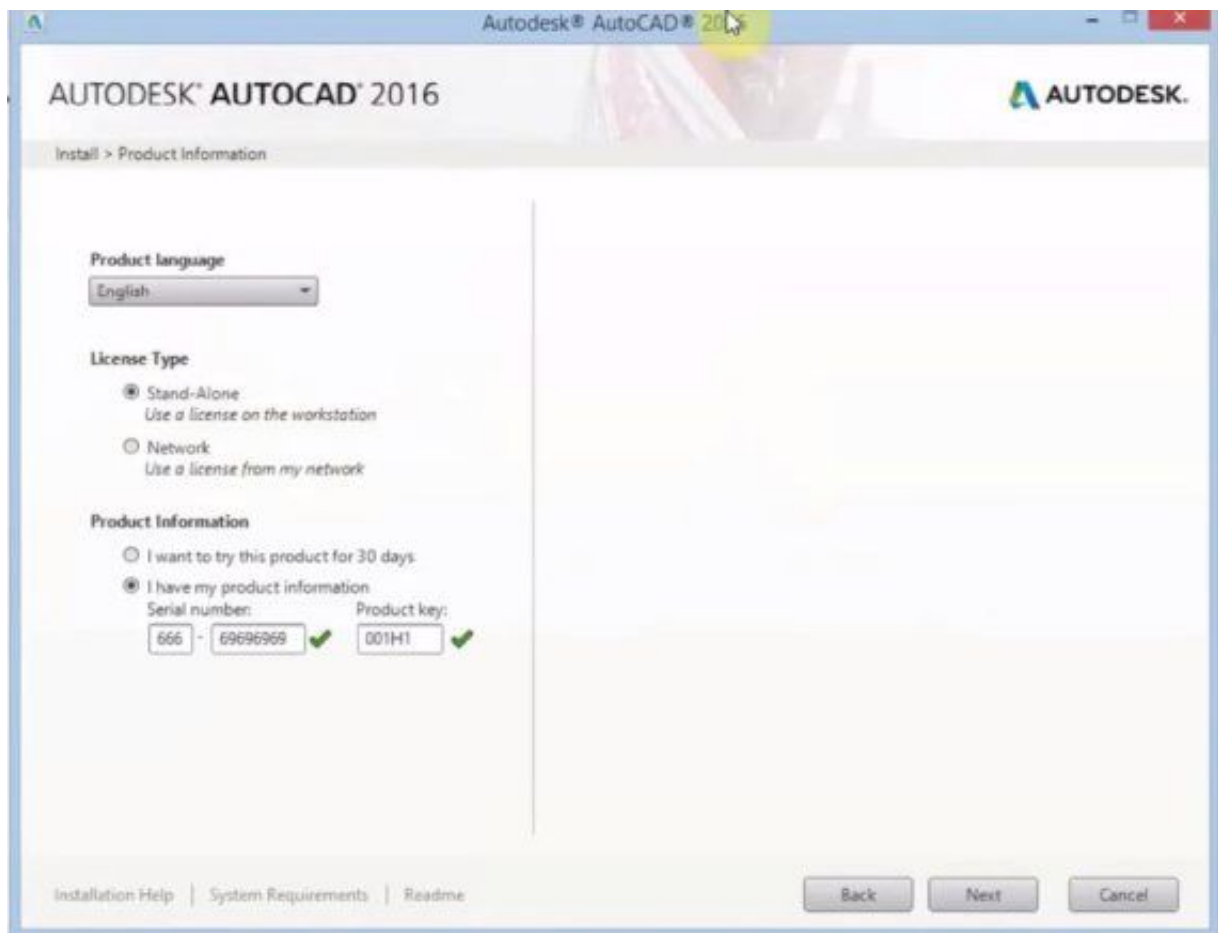 Autodesk® AutoCAD® 2016
AUTODESK® AUTOCAD® 2016
AUTODESK.
Install > Product Information
Product language
English
License Type
Stand-Alone
Use a license on the workstation
Network
Use a license from my network
Product Information
I want to try this product for 30 days
I have my product information
Serial number: Product key:
666 - 69696969 001H1
Installation Help | System Requirements | Readme
Back Next Cancel